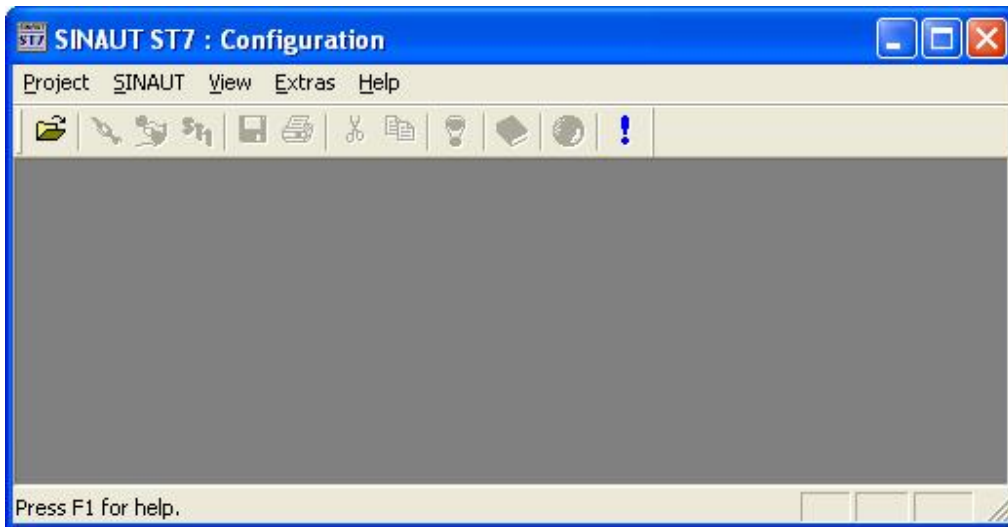 SINAUT ST7 : Configuration
Project SINAUT View Extras Help
Press F1 for help.